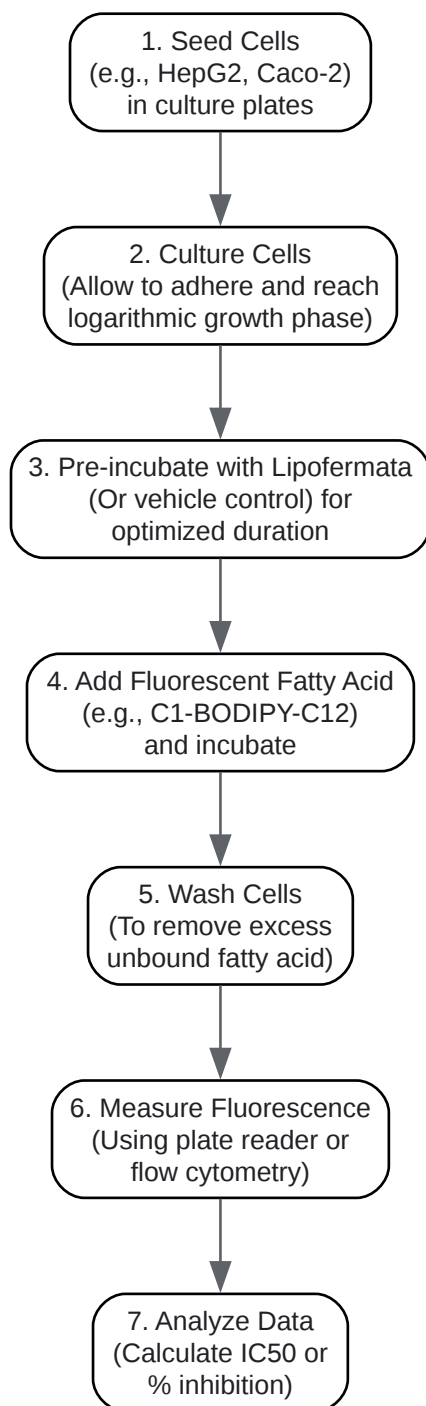 1. Seed Cells
(e.g., HepG2, Caco-2)
in culture plates
2. Culture Cells
(Allow to adhere and reach
logarithmic growth phase)
3. Pre-incubate with Lipofermata
(Or vehicle control) for
optimized duration
4. Add Fluorescent Fatty Acid
(e.g., C1-BODIPY-C12)
and incubate
5. Wash Cells
(To remove excess
unbound fatty acid)
6. Measure Fluorescence
(Using plate reader or
flow cytometry)
7. Analyze Data
(Calculate IC50 or
% inhibition)